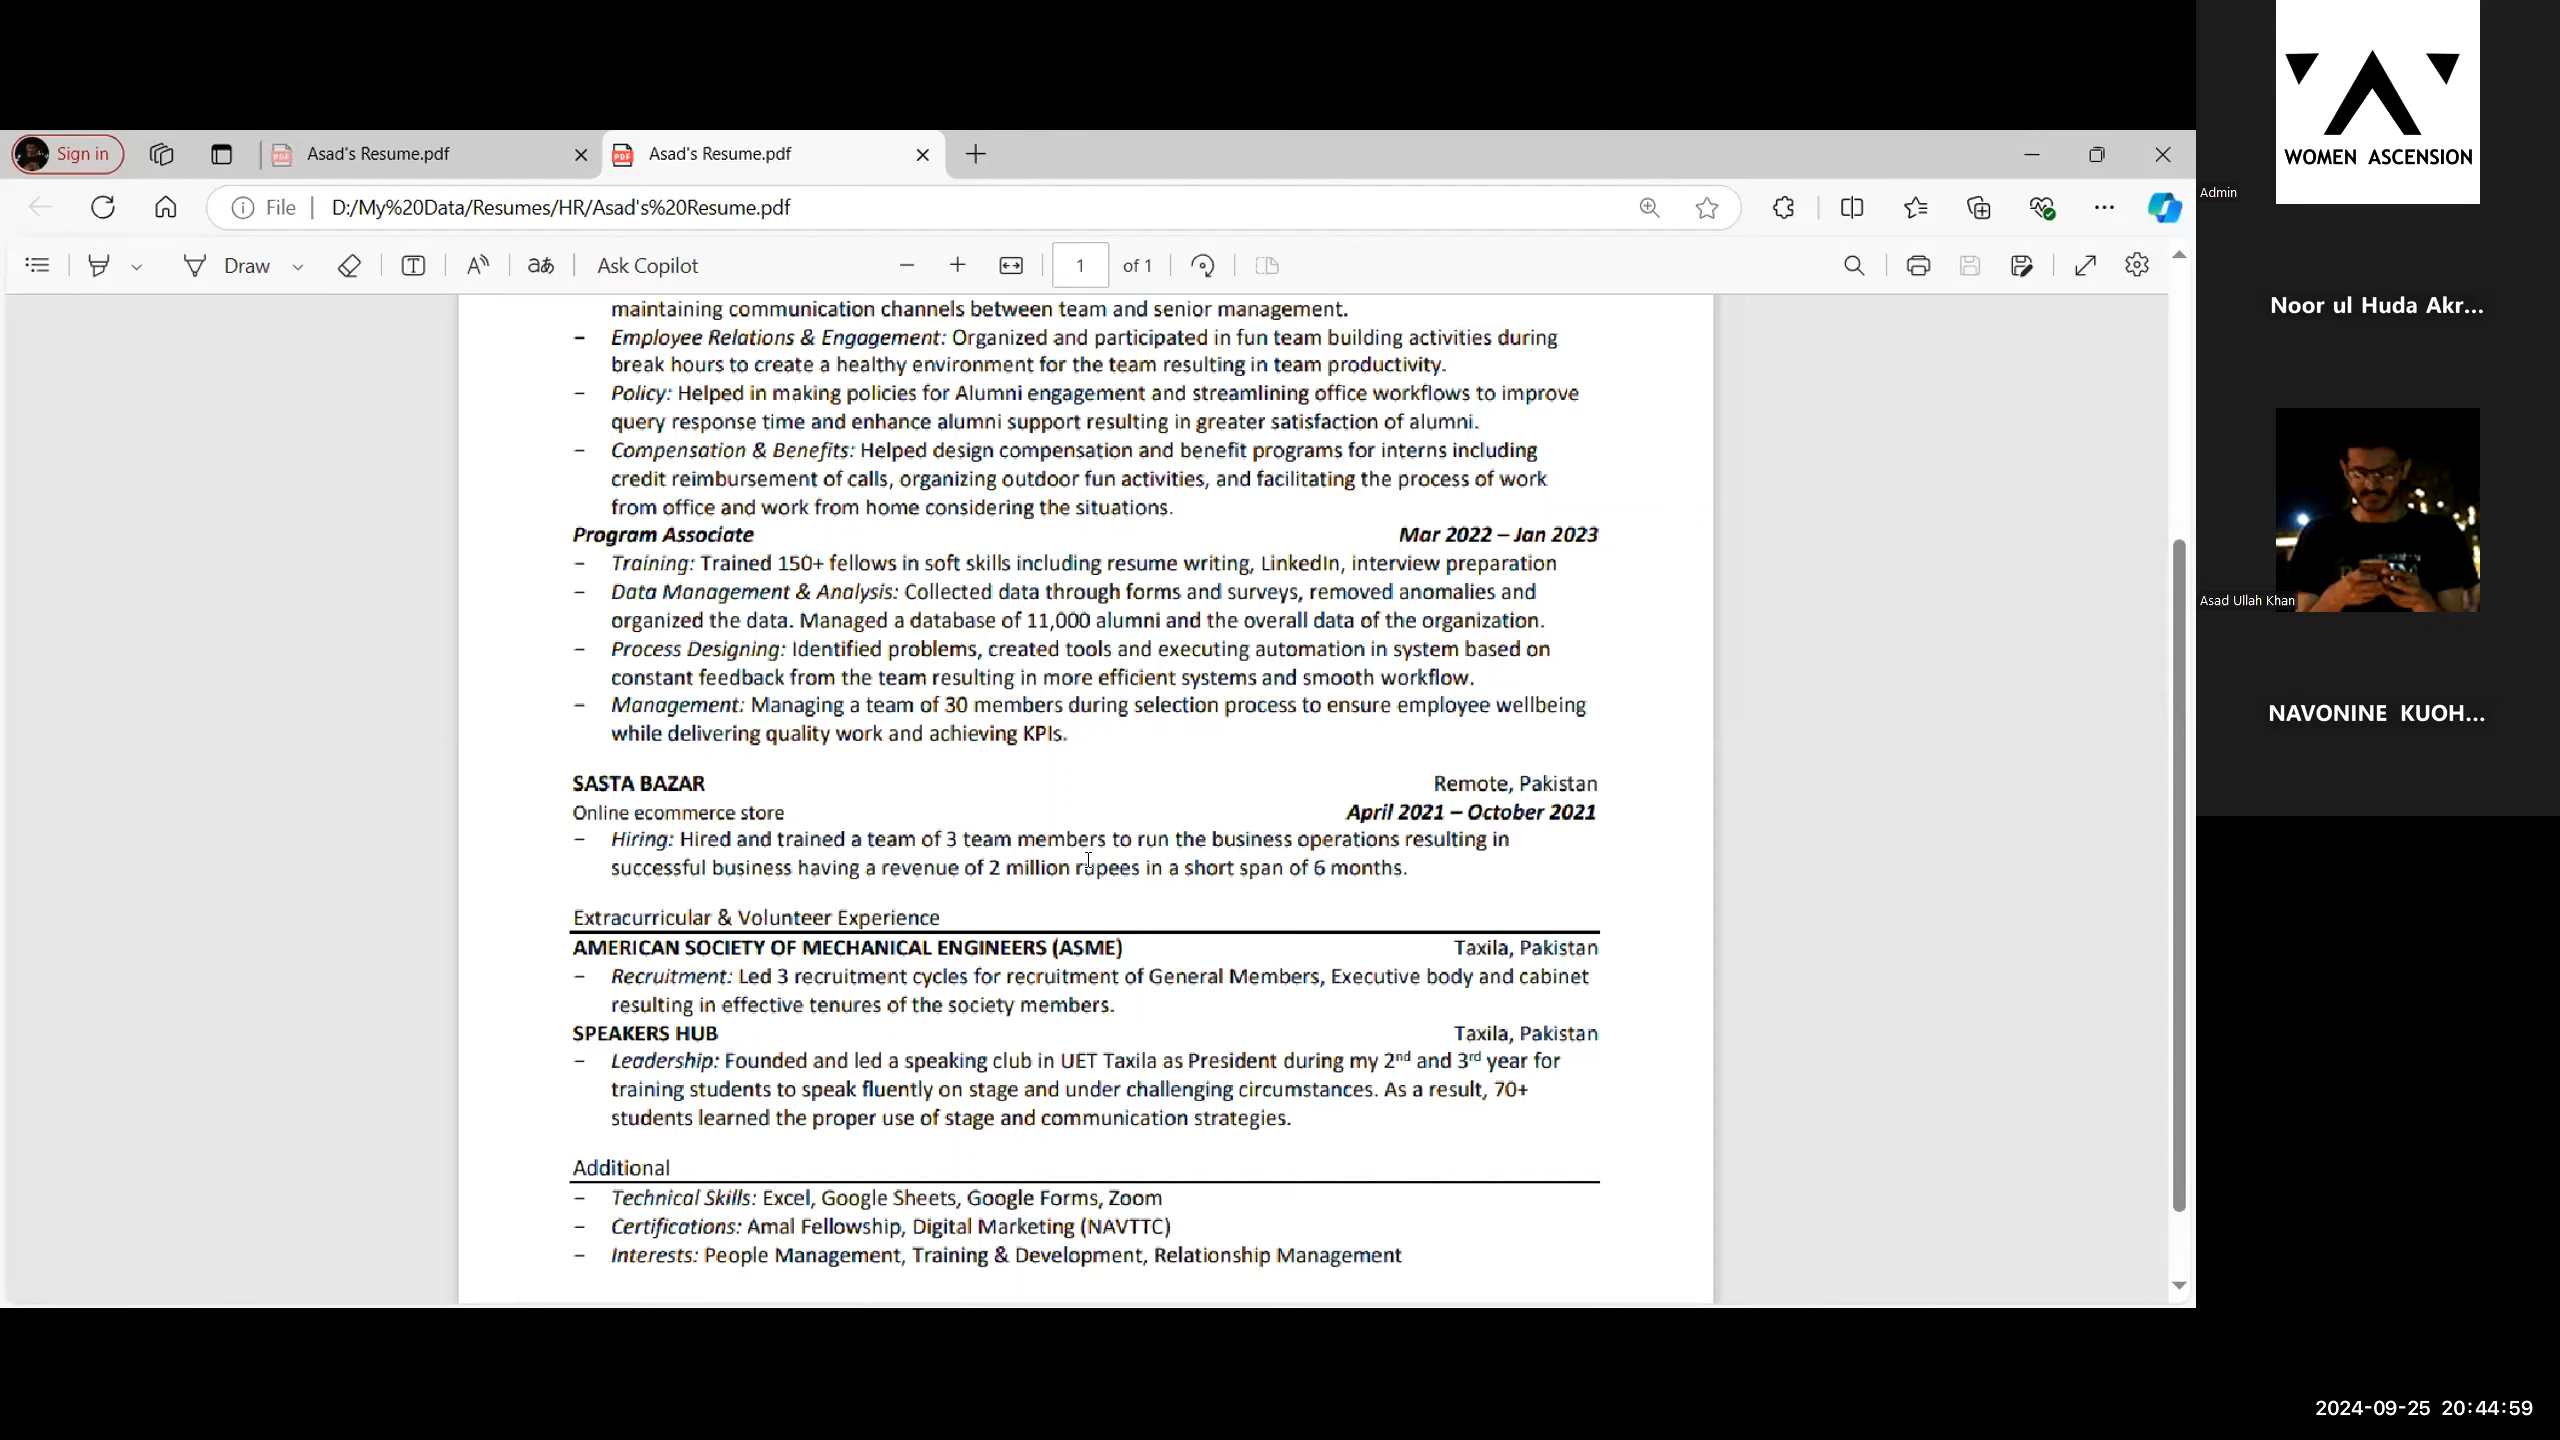 WOMEN ASCENSION
Admin
Sign in
Asad's Resume.pdf
Asad's Resume.pdf
File
D:/My%20Data/Resumes/HR/Asad's%20Resume.pdf
Draw
aあ
Ask Copilot
1 of 1
Noor ul Huda Akr...
maintaining communication channels between team and senior management.
– Employee Relations & Engagement: Organized and participated in fun team building activities during
break hours to create a healthy environment for the team resulting in team productivity.
– Policy: Helped in making policies for Alumni engagement and streamlining office workflows to improve
query response time and enhance alumni support resulting in greater satisfaction of alumni.
– Compensation & Benefits: Helped design compensation and benefit programs for interns including
credit reimbursement of calls, organizing outdoor fun activities, and facilitating the process of work
from office and work from home considering the situations.
Program Associate Mar 2022 – Jan 2023
– Training: Trained 150+ fellows in soft skills including resume writing, LinkedIn, interview preparation
– Data Management & Analysis: Collected data through forms and surveys, removed anomalies and
organized the data. Managed a database of 11,000 alumni and the overall data of the organization.
– Process Designing: Identified problems, created tools and executing automation in system based on
constant feedback from the team resulting in more efficient systems and smooth workflow.
– Management: Managing a team of 30 members during selection process to ensure employee wellbeing
while delivering quality work and achieving KPIs.
SASTA BAZAR Remote, Pakistan
Online ecommerce store April 2021 – October 2021
– Hiring: Hired and trained a team of 3 team members to run the business operations resulting in
successful business having a revenue of 2 million rupees in a short span of 6 months.
Extracurricular & Volunteer Experience
AMERICAN SOCIETY OF MECHANICAL ENGINEERS (ASME) Taxila, Pakistan
– Recruitment: Led 3 recruitment cycles for recruitment of General Members, Executive body and cabinet
resulting in effective tenures of the society members.
SPEAKERS HUB Taxila, Pakistan
– Leadership: Founded and led a speaking club in UET Taxila as President during my 2nd and 3rd year for
training students to speak fluently on stage and under challenging circumstances. As a result, 70+
students learned the proper use of stage and communication strategies.
Additional
– Technical Skills: Excel, Google Sheets, Google Forms, Zoom
– Certifications: Amal Fellowship, Digital Marketing (NAVTTC)
– Interests: People Management, Training & Development, Relationship Management
Asad Ullah Khan
NAVONINE KUOH...
2024-09-25 20:44:59